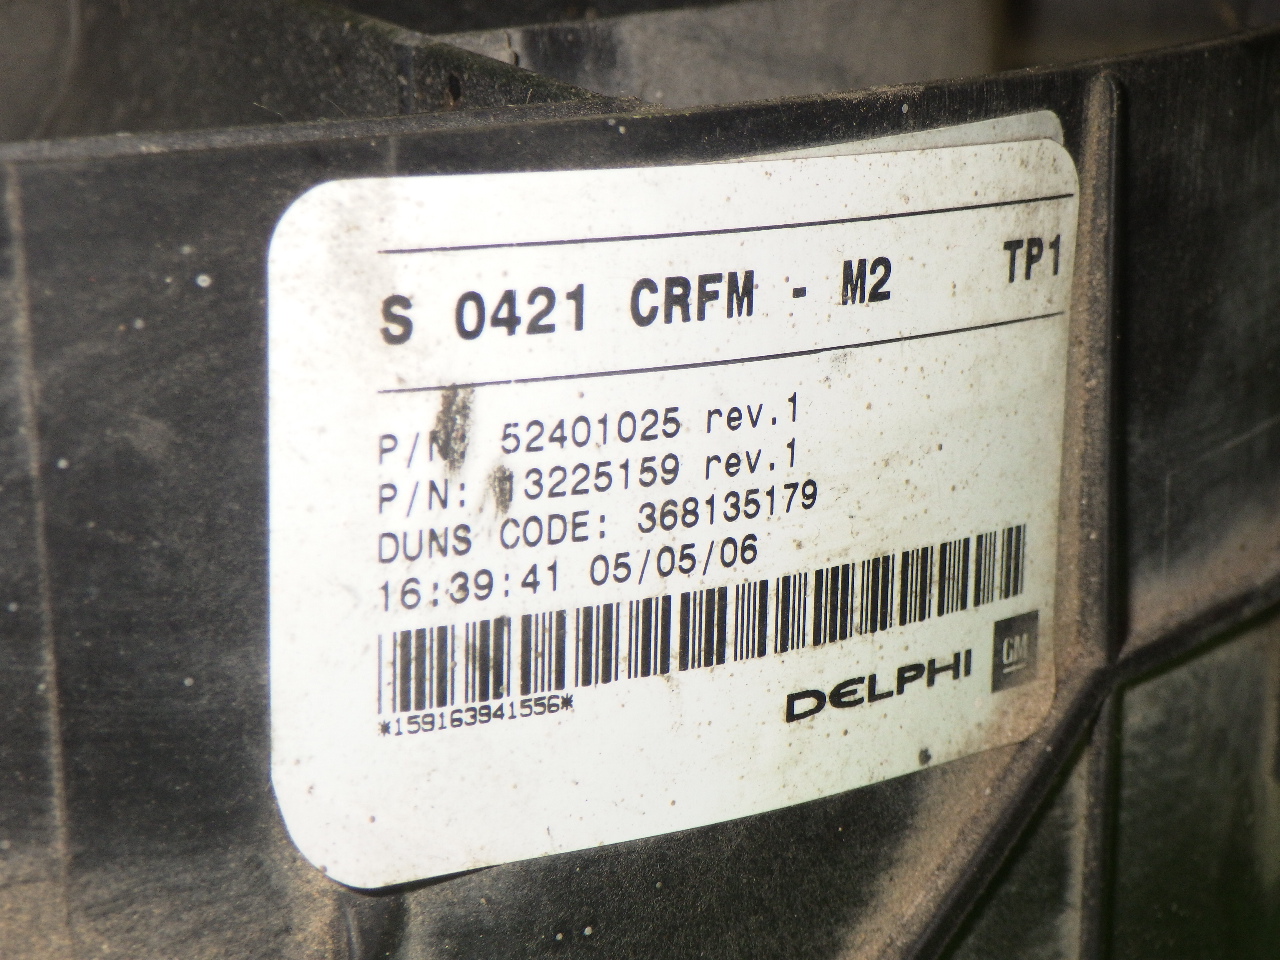 S 0421 CRFM - M2 TP1
P/N: 52401025 rev.1
P/N: 13225159 rev.1
DUNS CODE: 368135179
16:39:41 05/05/06
*159163941556*
DELPHI GM